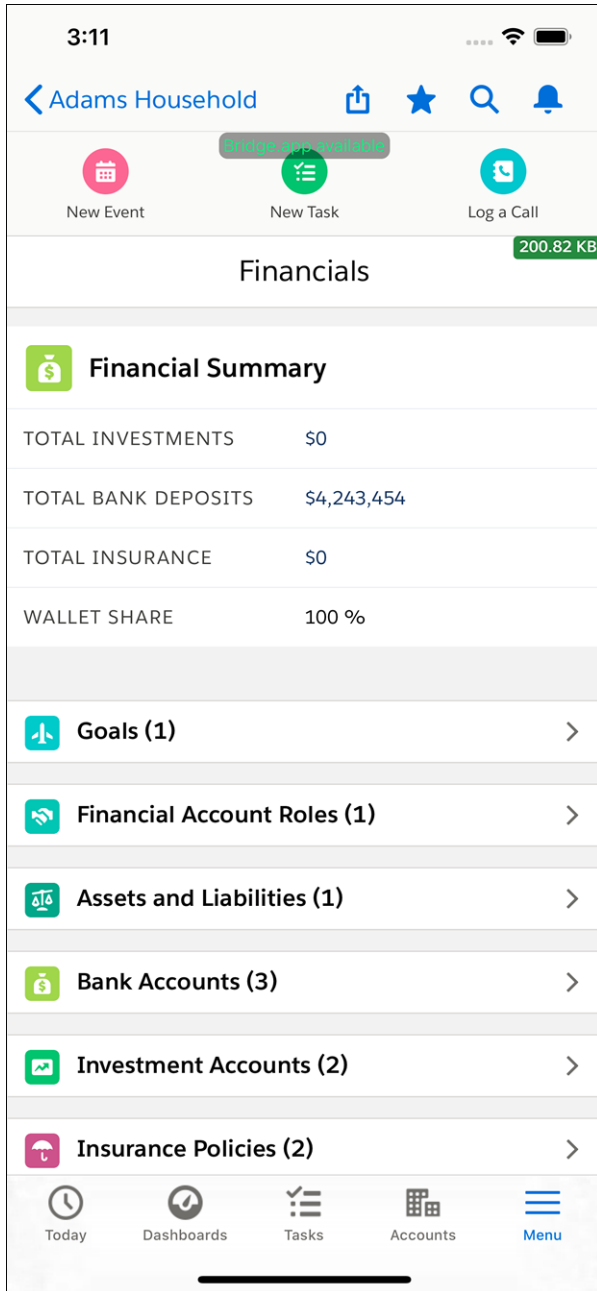 3:11
Adams Household
Bridge.app available
New Event
New Task
Log a Call
200.82 KB
Financials
Financial Summary
TOTAL INVESTMENTS $0
TOTAL BANK DEPOSITS $4,243,454
TOTAL INSURANCE $0
WALLET SHARE 100 %
Goals (1)
Financial Account Roles (1)
Assets and Liabilities (1)
Bank Accounts (3)
Investment Accounts (2)
Insurance Policies (2)
Today
Dashboards
Tasks
Accounts
Menu